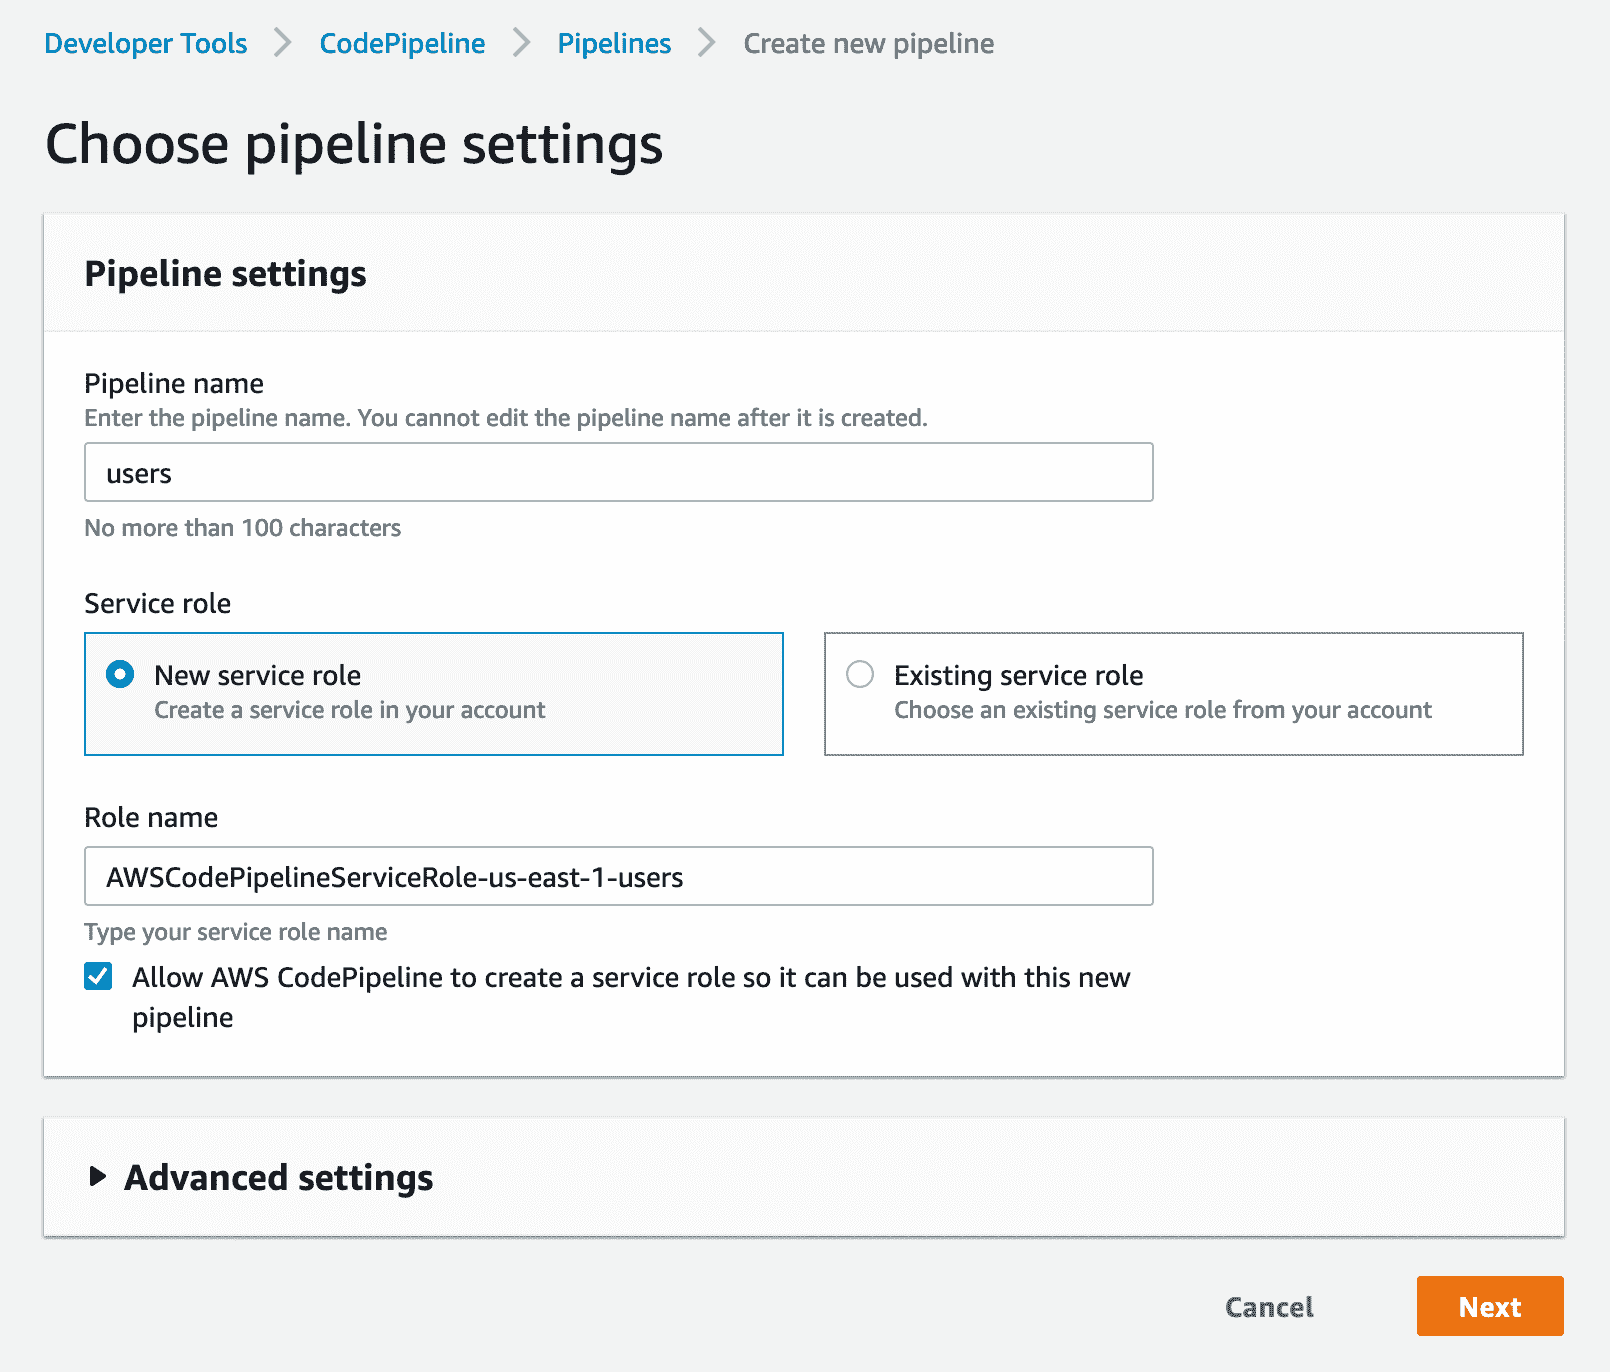 Developer Tools > CodePipeline > Pipelines > Create new pipeline
Choose pipeline settings
Pipeline settings
Pipeline name
Enter the pipeline name. You cannot edit the pipeline name after it is created.
users
No more than 100 characters
Service role
New service role
Create a service role in your account
Existing service role
Choose an existing service role from your account
Role name
AWSCodePipelineServiceRole-us-east-1-users
Type your service role name
Allow AWS CodePipeline to create a service role so it can be used with this new
pipeline
Advanced settings
Cancel
Next